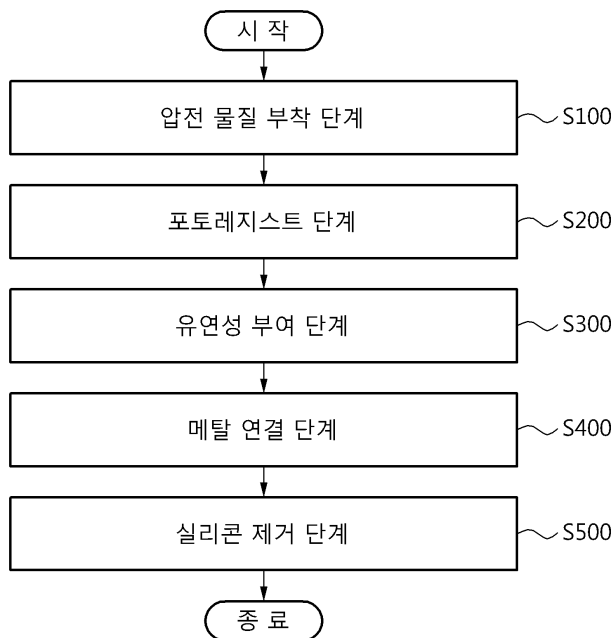 시작
압전 물질 부착 단계
S100
포토레지스트 단계
S200
유연성 부여 단계
S300
메탈 연결 단계
S400
실리콘 제거 단계
S500
종료